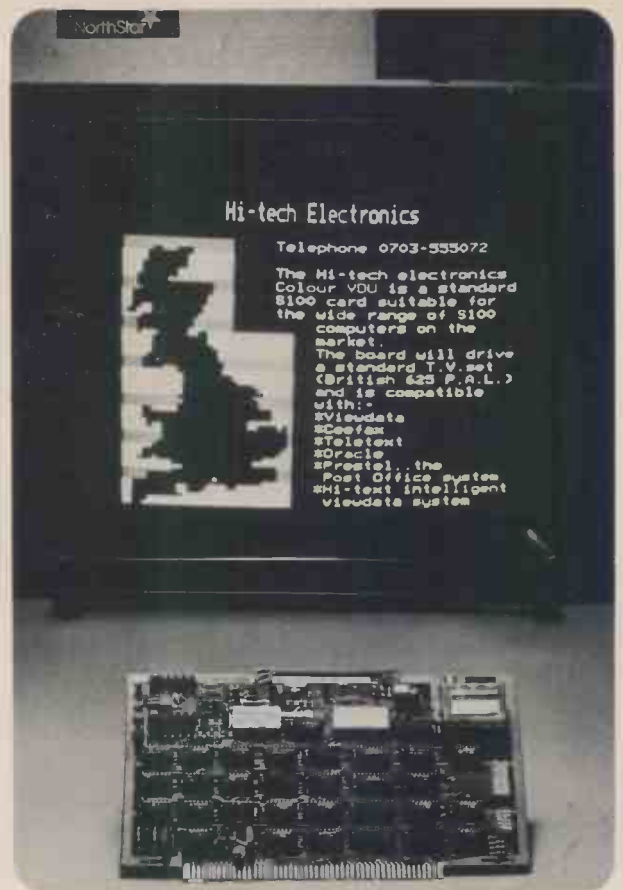 NorthStar
Hi-tech Electronics
Telephone 0703-555072
The Hi-tech electronics
Colour VDU is a standard
S100 card suitable for
the wide range of S100
computers on the
market.
The board will drive
a standard T.V.set
(British 625 P.A.L.)
and is compatible
with:-
*Viewdata
*Ceefax
*Teletext
*Oracle
*Prestel..the
Post Office system
*Hi-text intelligent
viewdata system